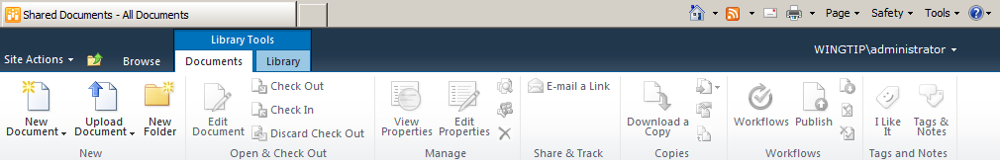 Shared Documents - All Documents
Page Safety Tools
Library Tools
Site Actions Browse Documents Library WINGTIP\administrator
New Document
Upload Document
New Folder
Edit Document
Check Out
Check In
Discard Check Out
View Properties
Edit Properties
E-mail a Link
Download a Copy
Workflows
Publish
I Like It
Tags & Notes
New Open & Check Out Manage Share & Track Copies Workflows Tags and Notes